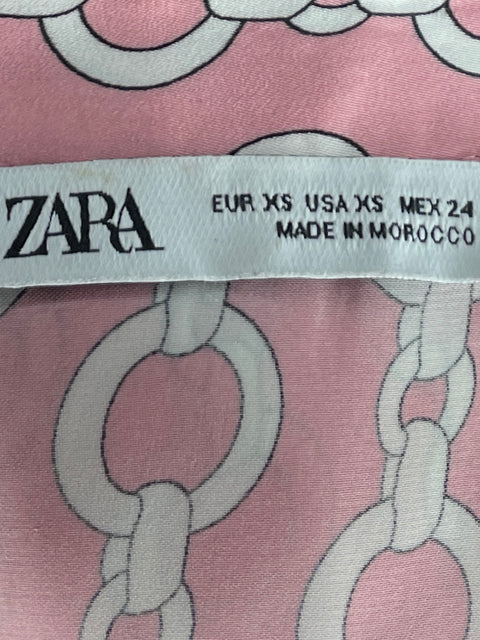 ZARA
EUR XS USA XS MEX 24
MADE IN MOROCCO